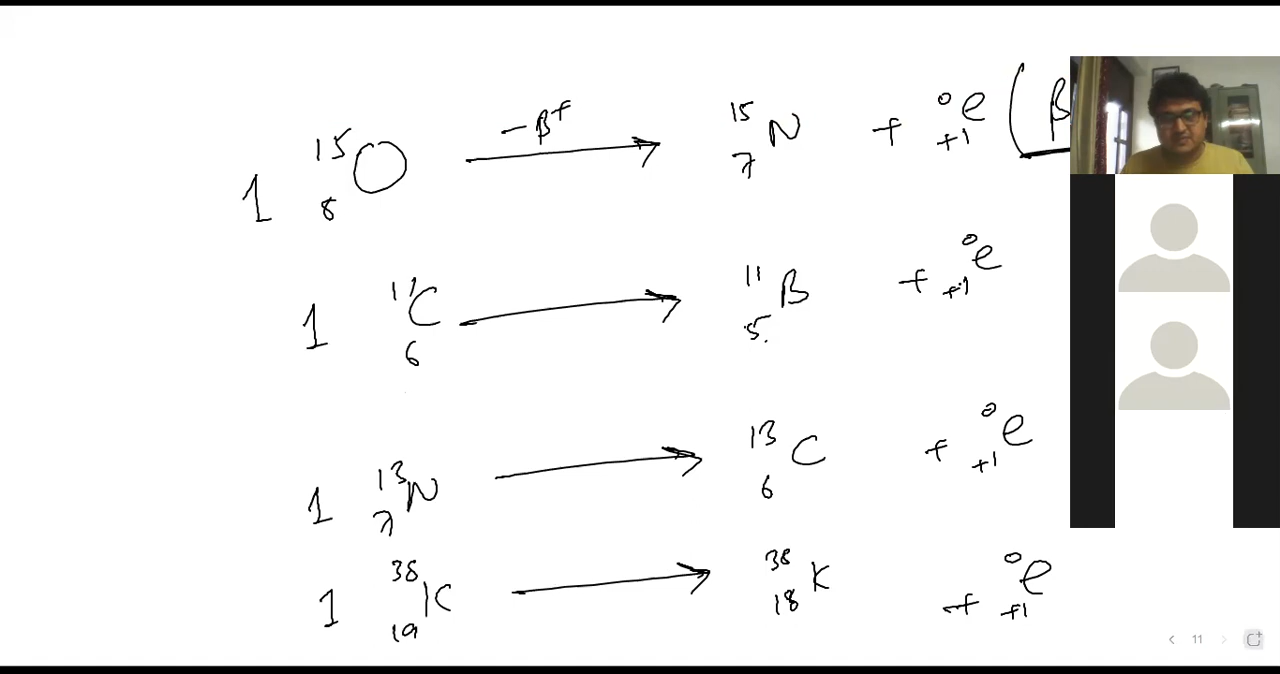 1 ¹⁵₈O —β⁺→ ¹⁵₇N + ⁰₊₁e (β
1 ¹¹₆C → ¹¹₅B + ⁰₊₁e
1 ¹³₇N → ¹³₆C + ⁰₊₁e
1 ³⁸₁₉K → ³⁸₁₈K + ⁰₊₁e
11